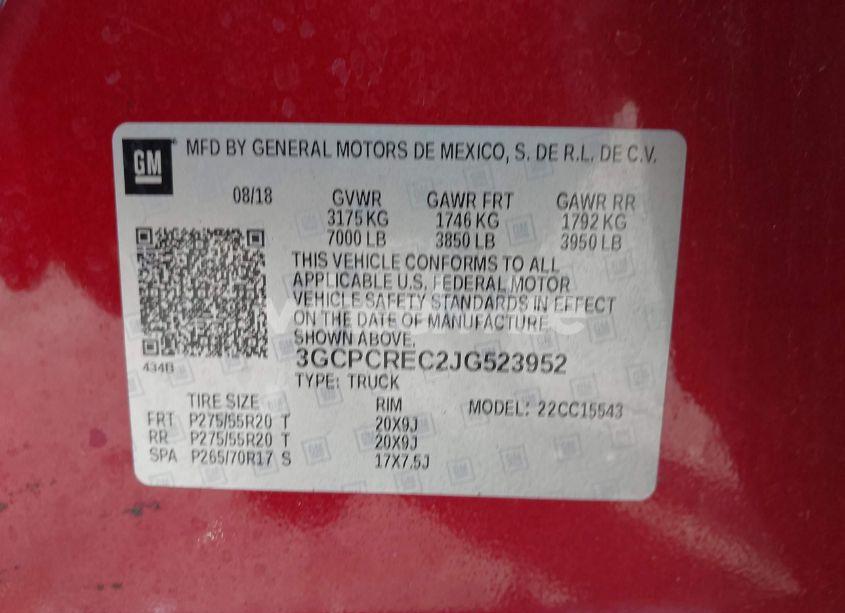 GM
MFD BY GENERAL MOTORS DE MEXICO, S. DE R.L. DE C.V.
08/18 GVWR GAWR FRT GAWR RR
3175 KG 1746 KG 1792 KG
7000 LB 3850 LB 3950 LB
THIS VEHICLE CONFORMS TO ALL
APPLICABLE U.S. FEDERAL MOTOR
VEHICLE SAFETY STANDARDS IN EFFECT
ON THE DATE OF MANUFACTURE
SHOWN ABOVE.
434B
3GCPCREC2JG523952
TYPE: TRUCK
TIRE SIZE RIM MODEL: 22CC15543
FRT P275/55R20 T 20X9J
RR P275/55R20 T 20X9J
SPA P265/70R17 S 17X7.5J